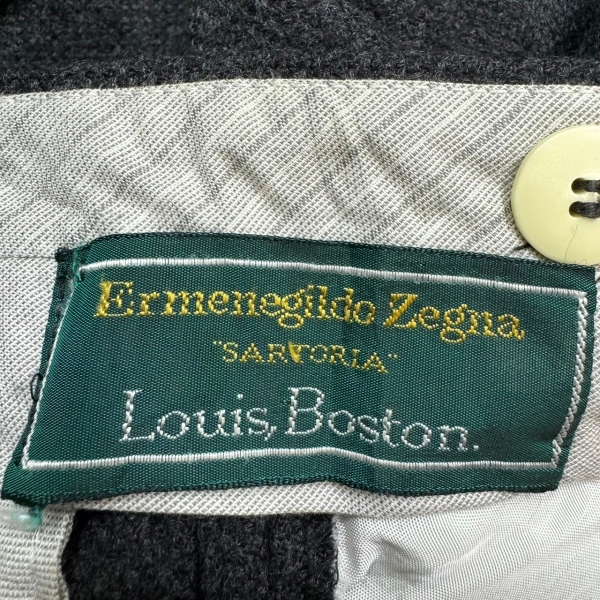 Ermenegildo Zegna
"SARTORIA"
Louis, Boston.